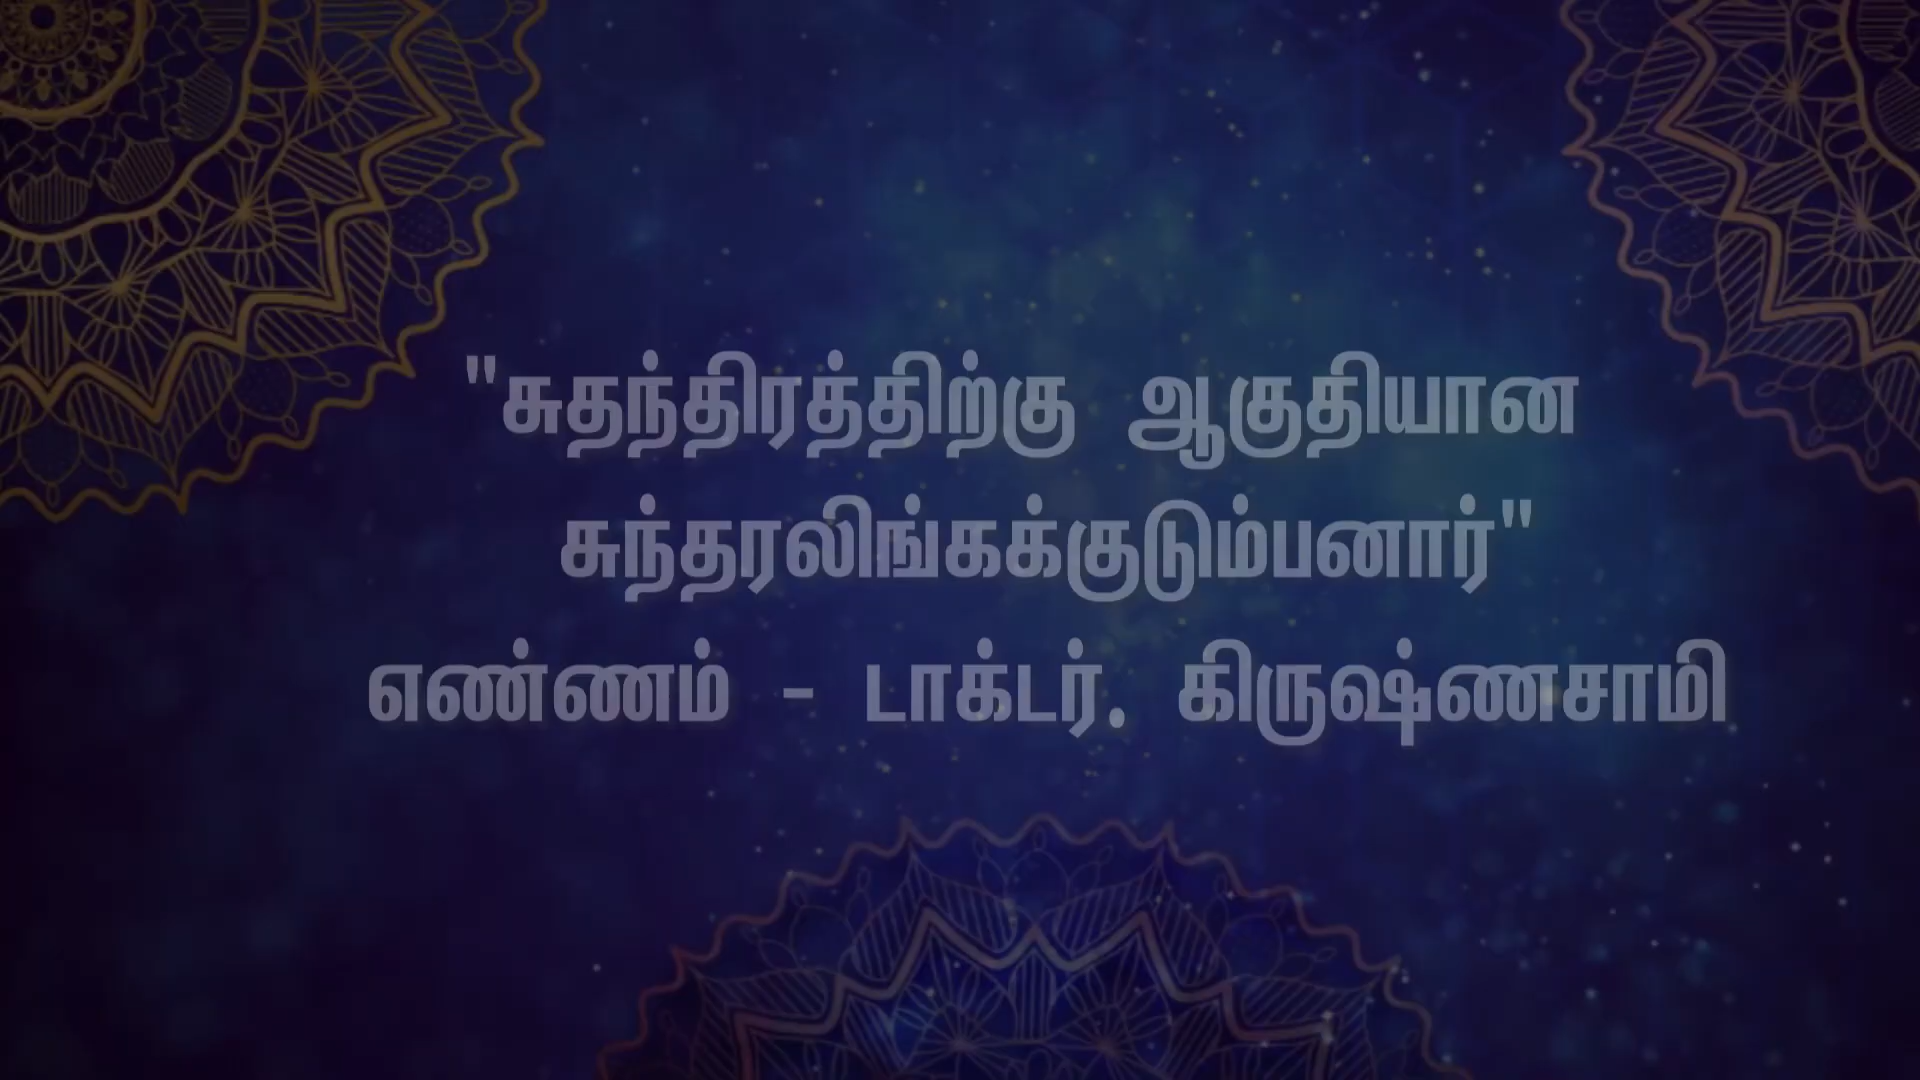 "சுதந்திரத்திற்கு ஆகுதியான
சுந்தரலிங்கக்குடும்பனார்"
எண்ணம் - டாக்டர். கிருஷ்ணசாமி